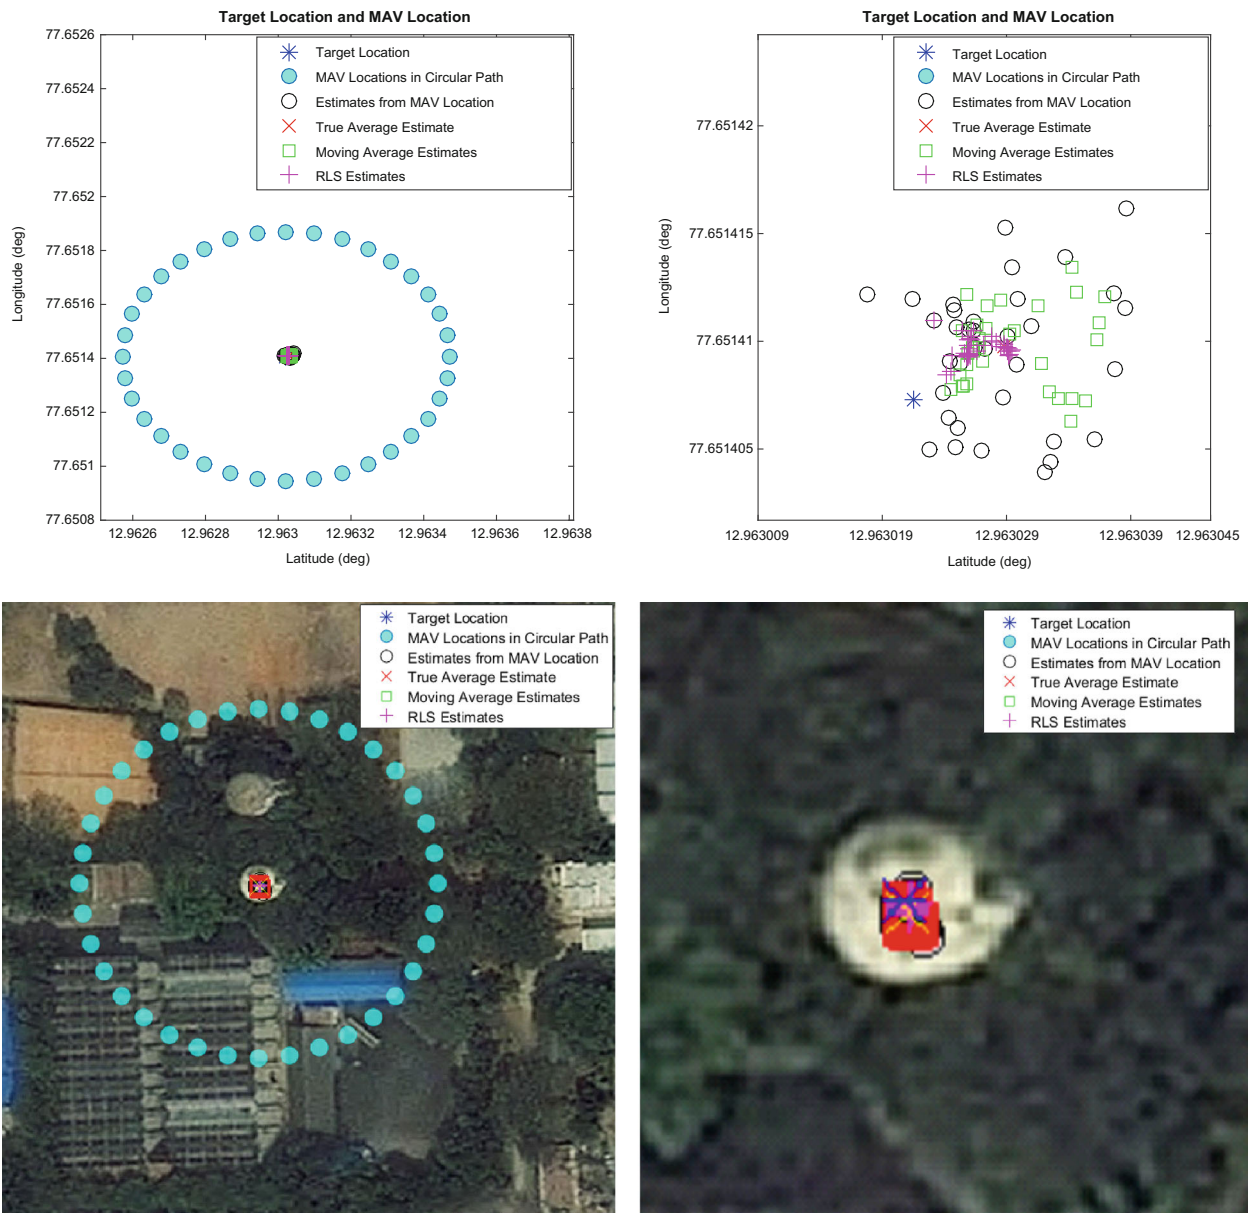 Target Location and MAV Location
77.6526
77.6524
77.6522
77.652
77.6518
77.6516
77.6514
77.6512
77.651
77.6508
Longitude (deg)
Target Location
MAV Locations in Circular Path
Estimates from MAV Location
True Average Estimate
Moving Average Estimates
RLS Estimates
12.9626
12.9628
12.963
12.9632
12.9634
12.9636
12.9638
Latitude (deg)
Target Location and MAV Location
77.65142
77.651415
77.65141
77.651405
Longitude (deg)
Target Location
MAV Locations in Circular Path
Estimates from MAV Location
True Average Estimate
Moving Average Estimates
RLS Estimates
12.963009
12.963019
12.963029
12.963039
12.963045
Latitude (deg)
Target Location
MAV Locations in Circular Path
Estimates from MAV Location
True Average Estimate
Moving Average Estimates
RLS Estimates
Target Location
MAV Locations in Circular Path
Estimates from MAV Location
True Average Estimate
Moving Average Estimates
RLS Estimates